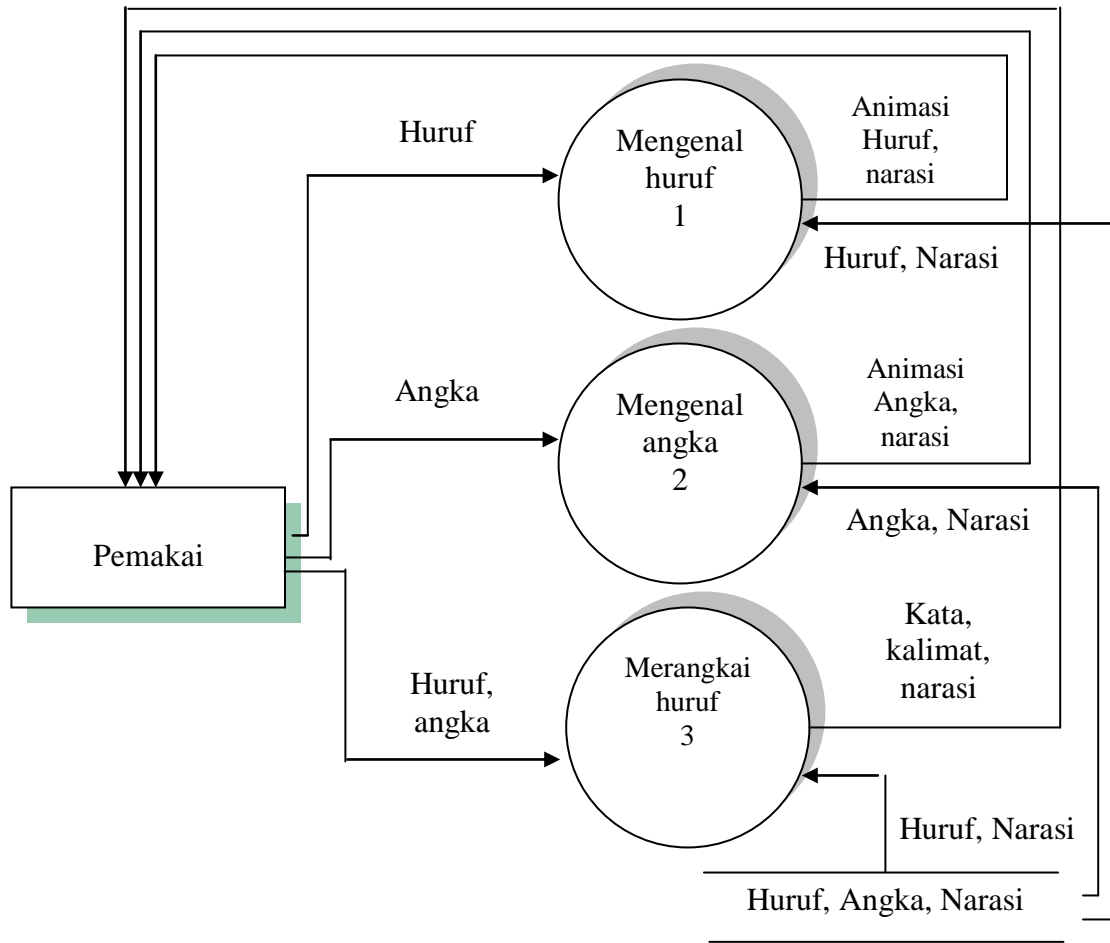 Huruf
Mengenal
huruf
1
Animasi
Huruf,
narasi
Huruf, Narasi
Angka
Mengenal
angka
2
Animasi
Angka,
narasi
Angka, Narasi
Pemakai
Huruf,
angka
Merangkai
huruf
3
Kata,
kalimat,
narasi
Huruf, Narasi
Huruf, Angka, Narasi